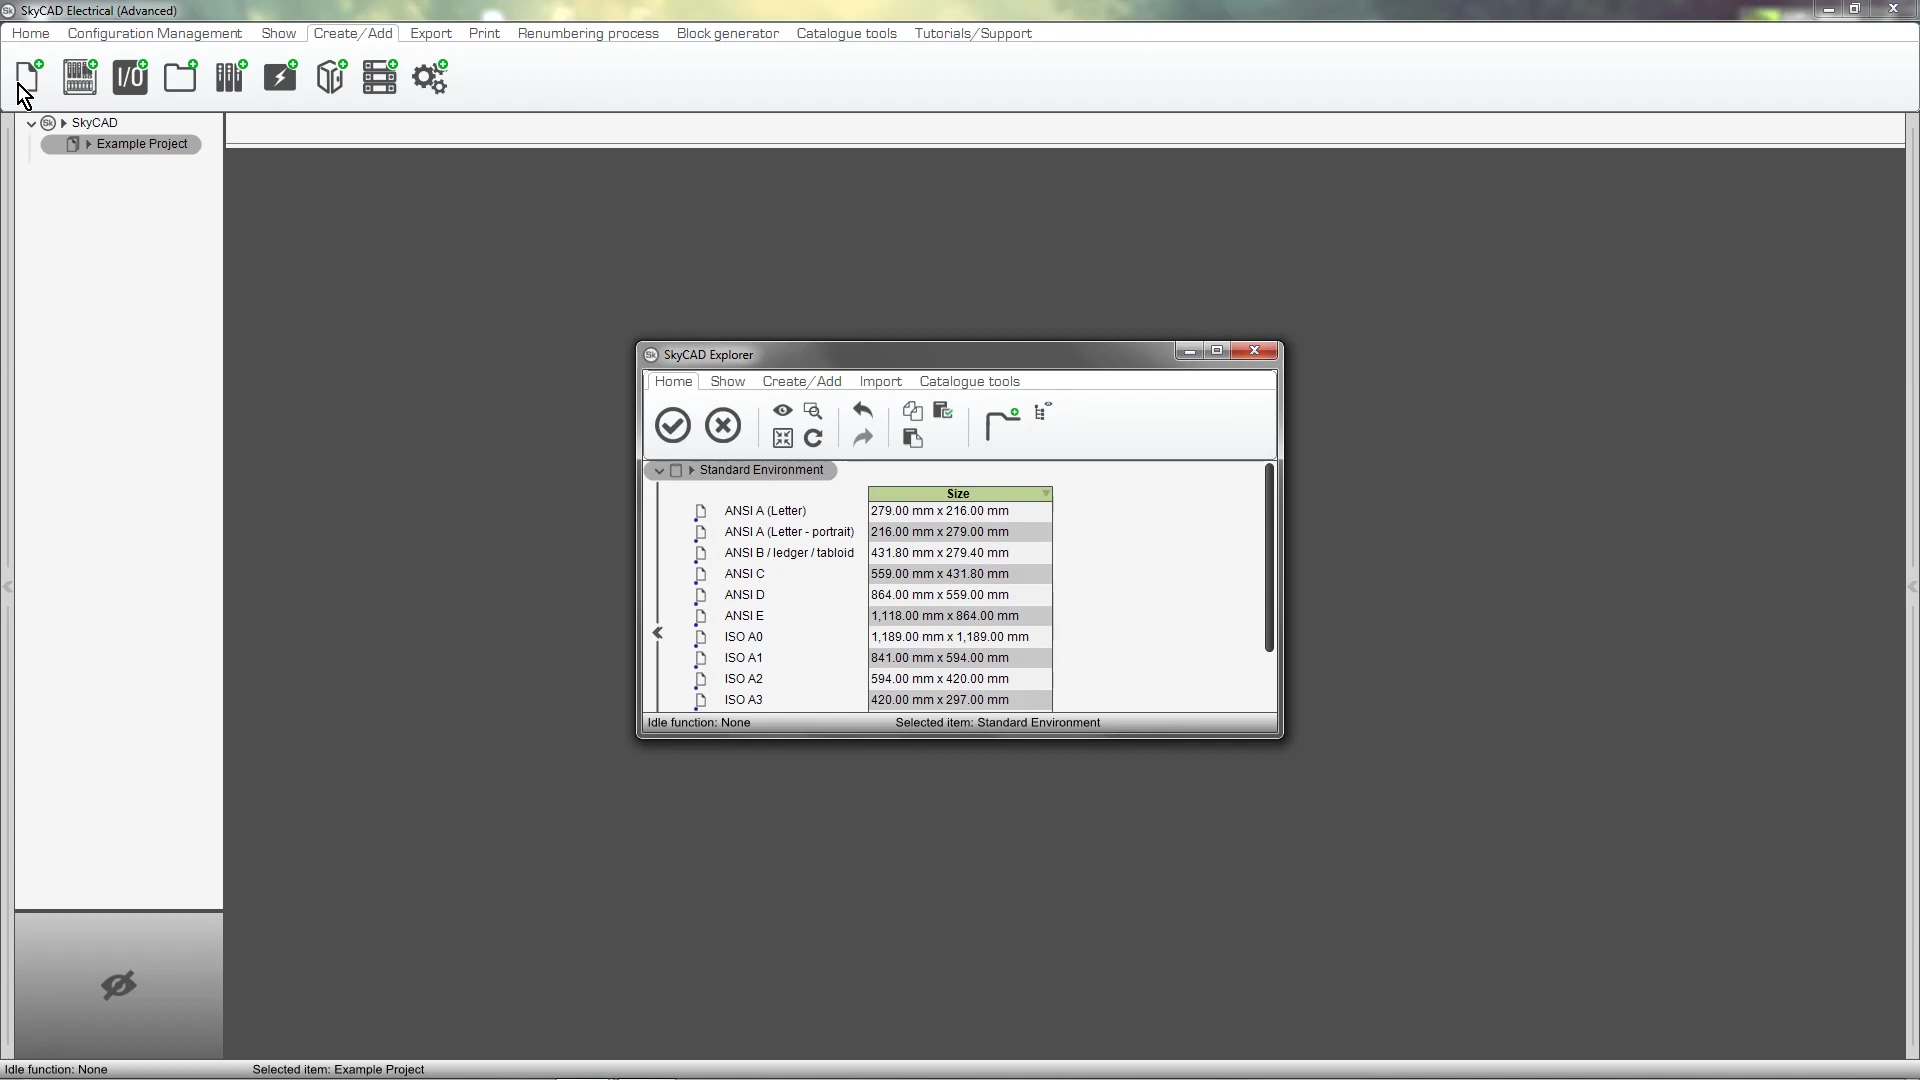 SkyCAD Electrical (Advanced)
Home Configuration Management Show Create/Add Export Print Renumbering process Block generator Catalogue tools Tutorials/Support
I/O
Sk SkyCAD
Example Project
Sk SkyCAD Explorer
Home Show Create/Add Import Catalogue tools
Standard Environment
Size
ANSI A (Letter) 279.00 mm x 216.00 mm
ANSI A (Letter - portrait) 216.00 mm x 279.00 mm
ANSI B / ledger / tabloid 431.80 mm x 279.40 mm
ANSI C 559.00 mm x 431.80 mm
ANSI D 864.00 mm x 559.00 mm
ANSI E 1,118.00 mm x 864.00 mm
ISO A0 1,189.00 mm x 1,189.00 mm
ISO A1 841.00 mm x 594.00 mm
ISO A2 594.00 mm x 420.00 mm
ISO A3 420.00 mm x 297.00 mm
Idle function: None Selected item: Standard Environment
Idle function: None Selected item: Example Project